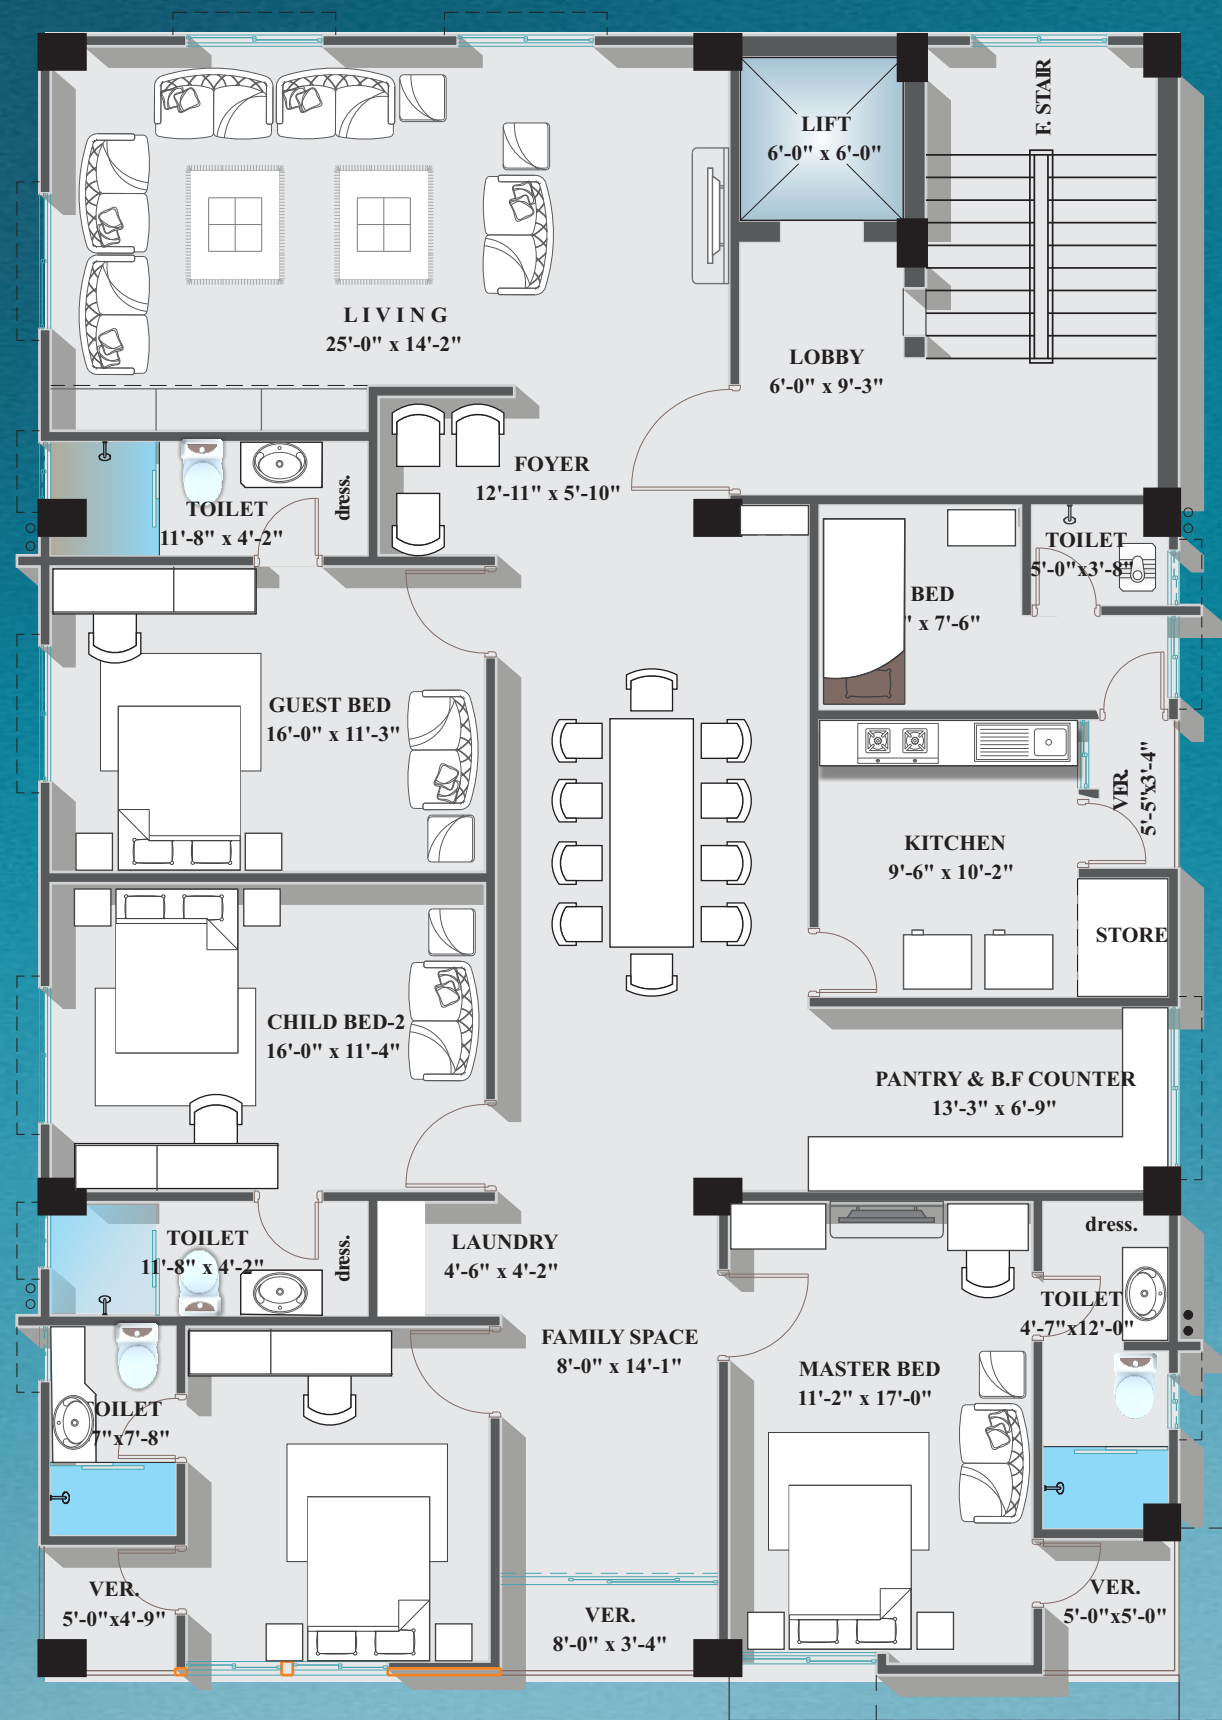 F. STAIR
LIFT
6'-0" x 6'-0"
LIVING
25'-0" x 14'-2"
LOBBY
6'-0" x 9'-3"
FOYER
12'-11" x 5'-10"
TOILET
11'-8" x 4'-2"
dress.
TOILET
5'-0"x3'-8"
BED
" x 7'-6"
GUEST BED
16'-0" x 11'-3"
VER.
5'-5"x3'-4"
KITCHEN
9'-6" x 10'-2"
STORE
CHILD BED-2
16'-0" x 11'-4"
PANTRY & B.F COUNTER
13'-3" x 6'-9"
TOILET
11'-8" x 4'-2"
dress.
LAUNDRY
4'-6" x 4'-2"
dress.
TOILET
4'-7"x12'-0"
FAMILY SPACE
8'-0" x 14'-1"
MASTER BED
11'-2" x 17'-0"
TOILET
7"x7'-8"
VER.
5'-0"x4'-9"
VER.
8'-0" x 3'-4"
VER.
5'-0"x5'-0"